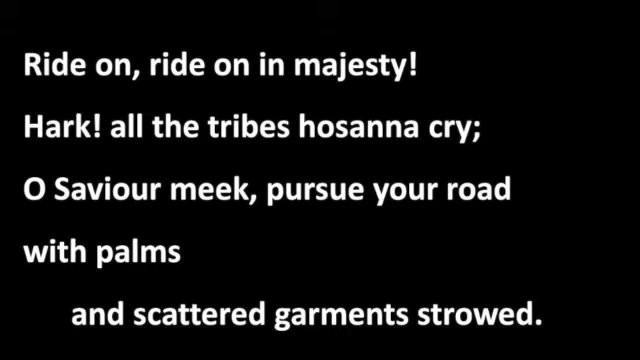 Ride on, ride on in majesty!
Hark! all the tribes hosanna cry;
O Saviour meek, pursue your road
with palms
and scattered garments strowed.